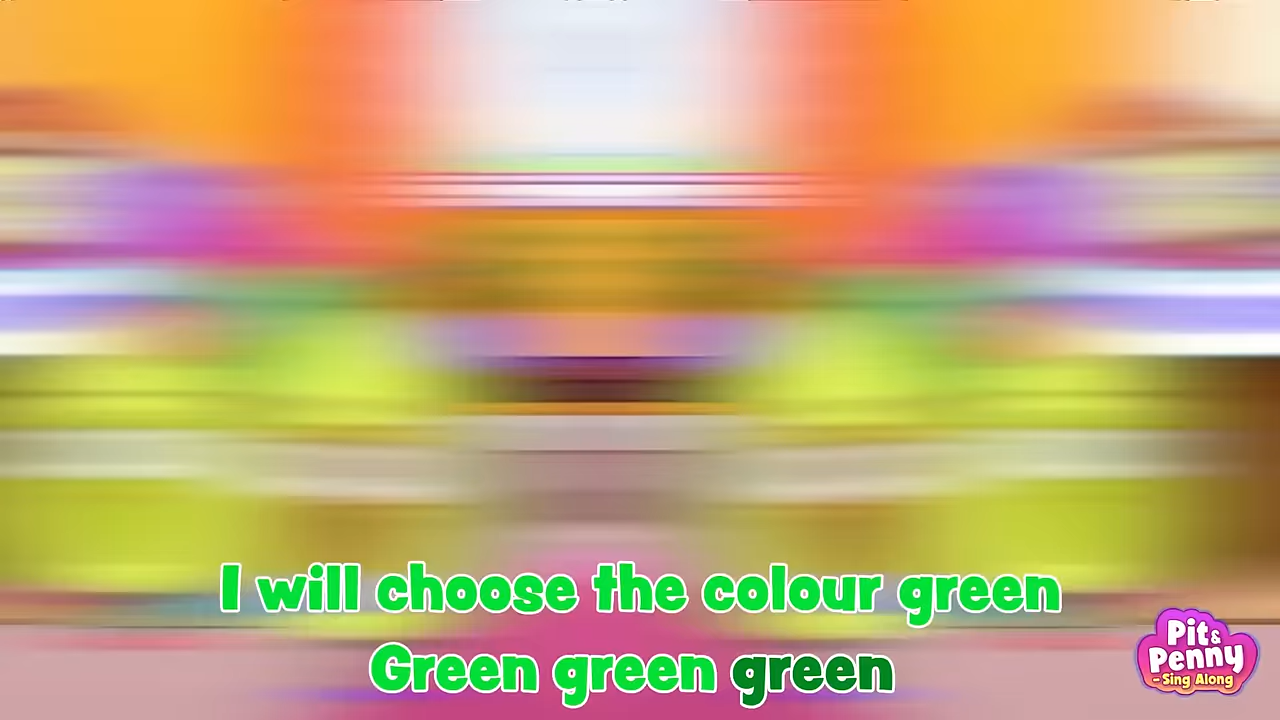 I will choose the colour green
Green green green
Pit &
Penny
- Sing Along